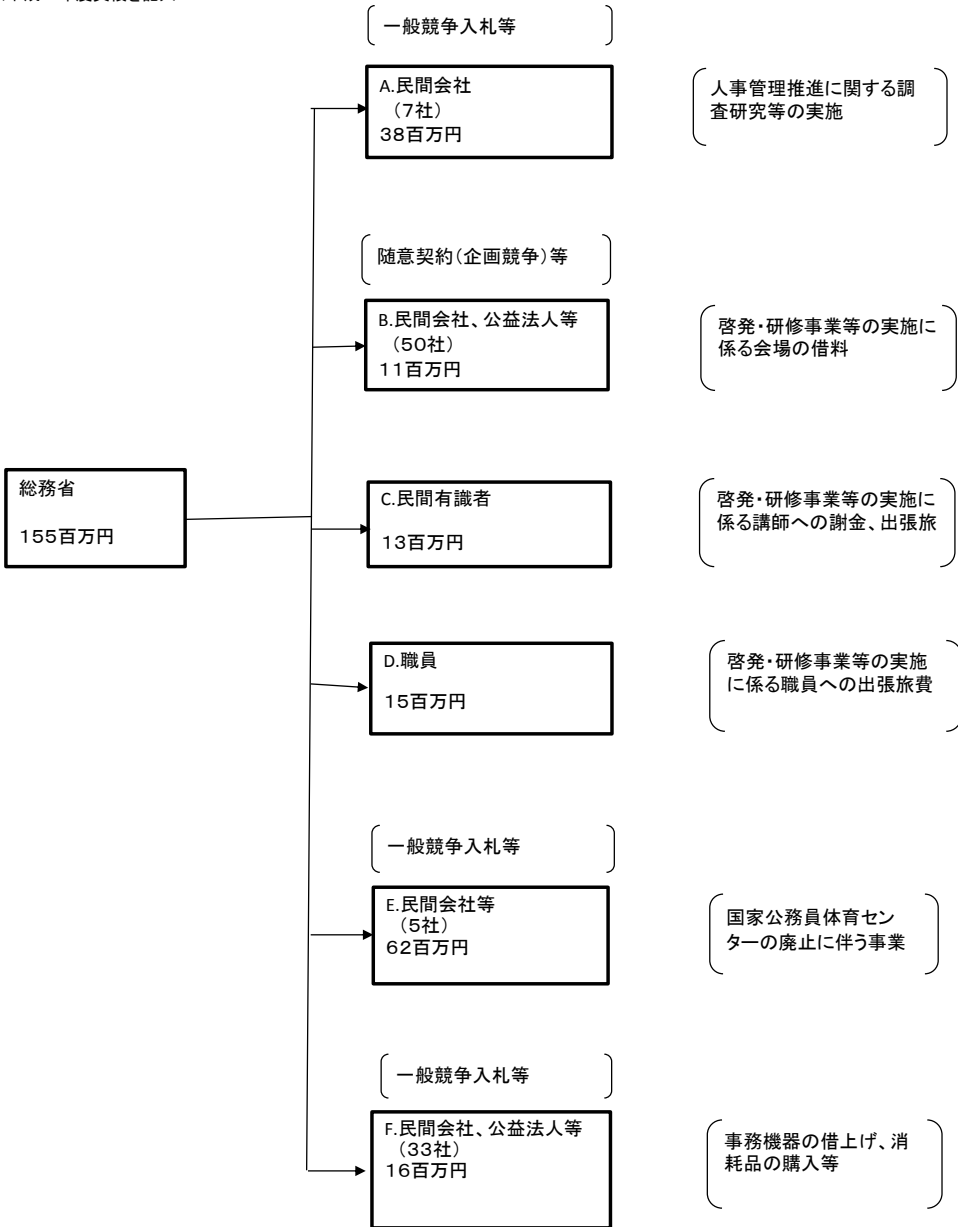 一般競争入札等
A.民間会社
（7社）
38百万円
人事管理推進に関する調
査研究等の実施
随意契約（企画競争）等
B.民間会社、公益法人等
（50社）
11百万円
啓発・研修事業等の実施に
係る会場の借料
総務省
155百万円
C.民間有識者
13百万円
啓発・研修事業等の実施に
係る講師への謝金、出張旅
D.職員
15百万円
啓発・研修事業等の実施
に係る職員への出張旅費
一般競争入札等
E.民間会社等
（5社）
62百万円
国家公務員体育セン
ターの廃止に伴う事業
一般競争入札等
F.民間会社、公益法人等
（33社）
16百万円
事務機器の借上げ、消
耗品の購入等